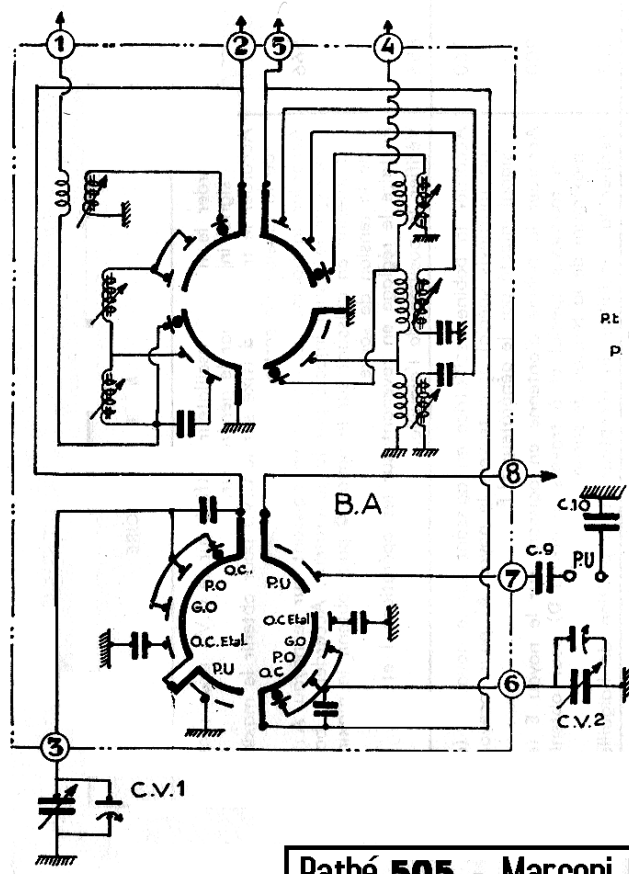 1 2 5 4
P.t
P.
8
B.A
C.10
C.9
P.U
7
O.C.
P.O
G.O
O.C.Etal.
P.U
P.U
O.C Etal
G.O
P.O
O.C
6
C.V.2
3
C.V.1
Pathé 505 - Marconi